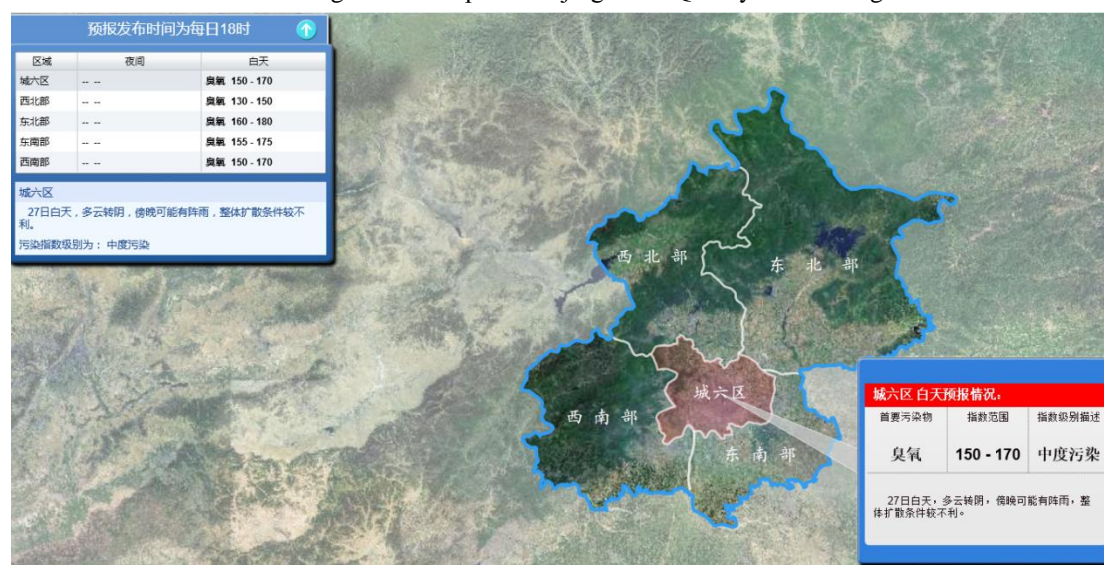 预报发布时间为每日18时
区域 夜间 白天
城六区 -- -- 臭氧 150 - 170
西北部 -- -- 臭氧 130 - 150
东北部 -- -- 臭氧 160 - 180
东南部 -- -- 臭氧 155 - 175
西南部 -- -- 臭氧 150 - 170
城六区
27日白天，多云转阴，傍晚可能有阵雨，整体扩散条件较不
利。
污染指数级别为： 中度污染
西北部
东北部
城六区
西南部
东南部
城六区 白天预报情况：
首要污染物 指数范围 指数级别描述
臭氧 150 - 170 中度污染
27日白天，多云转阴，傍晚可能有阵雨，整
体扩散条件较不利。